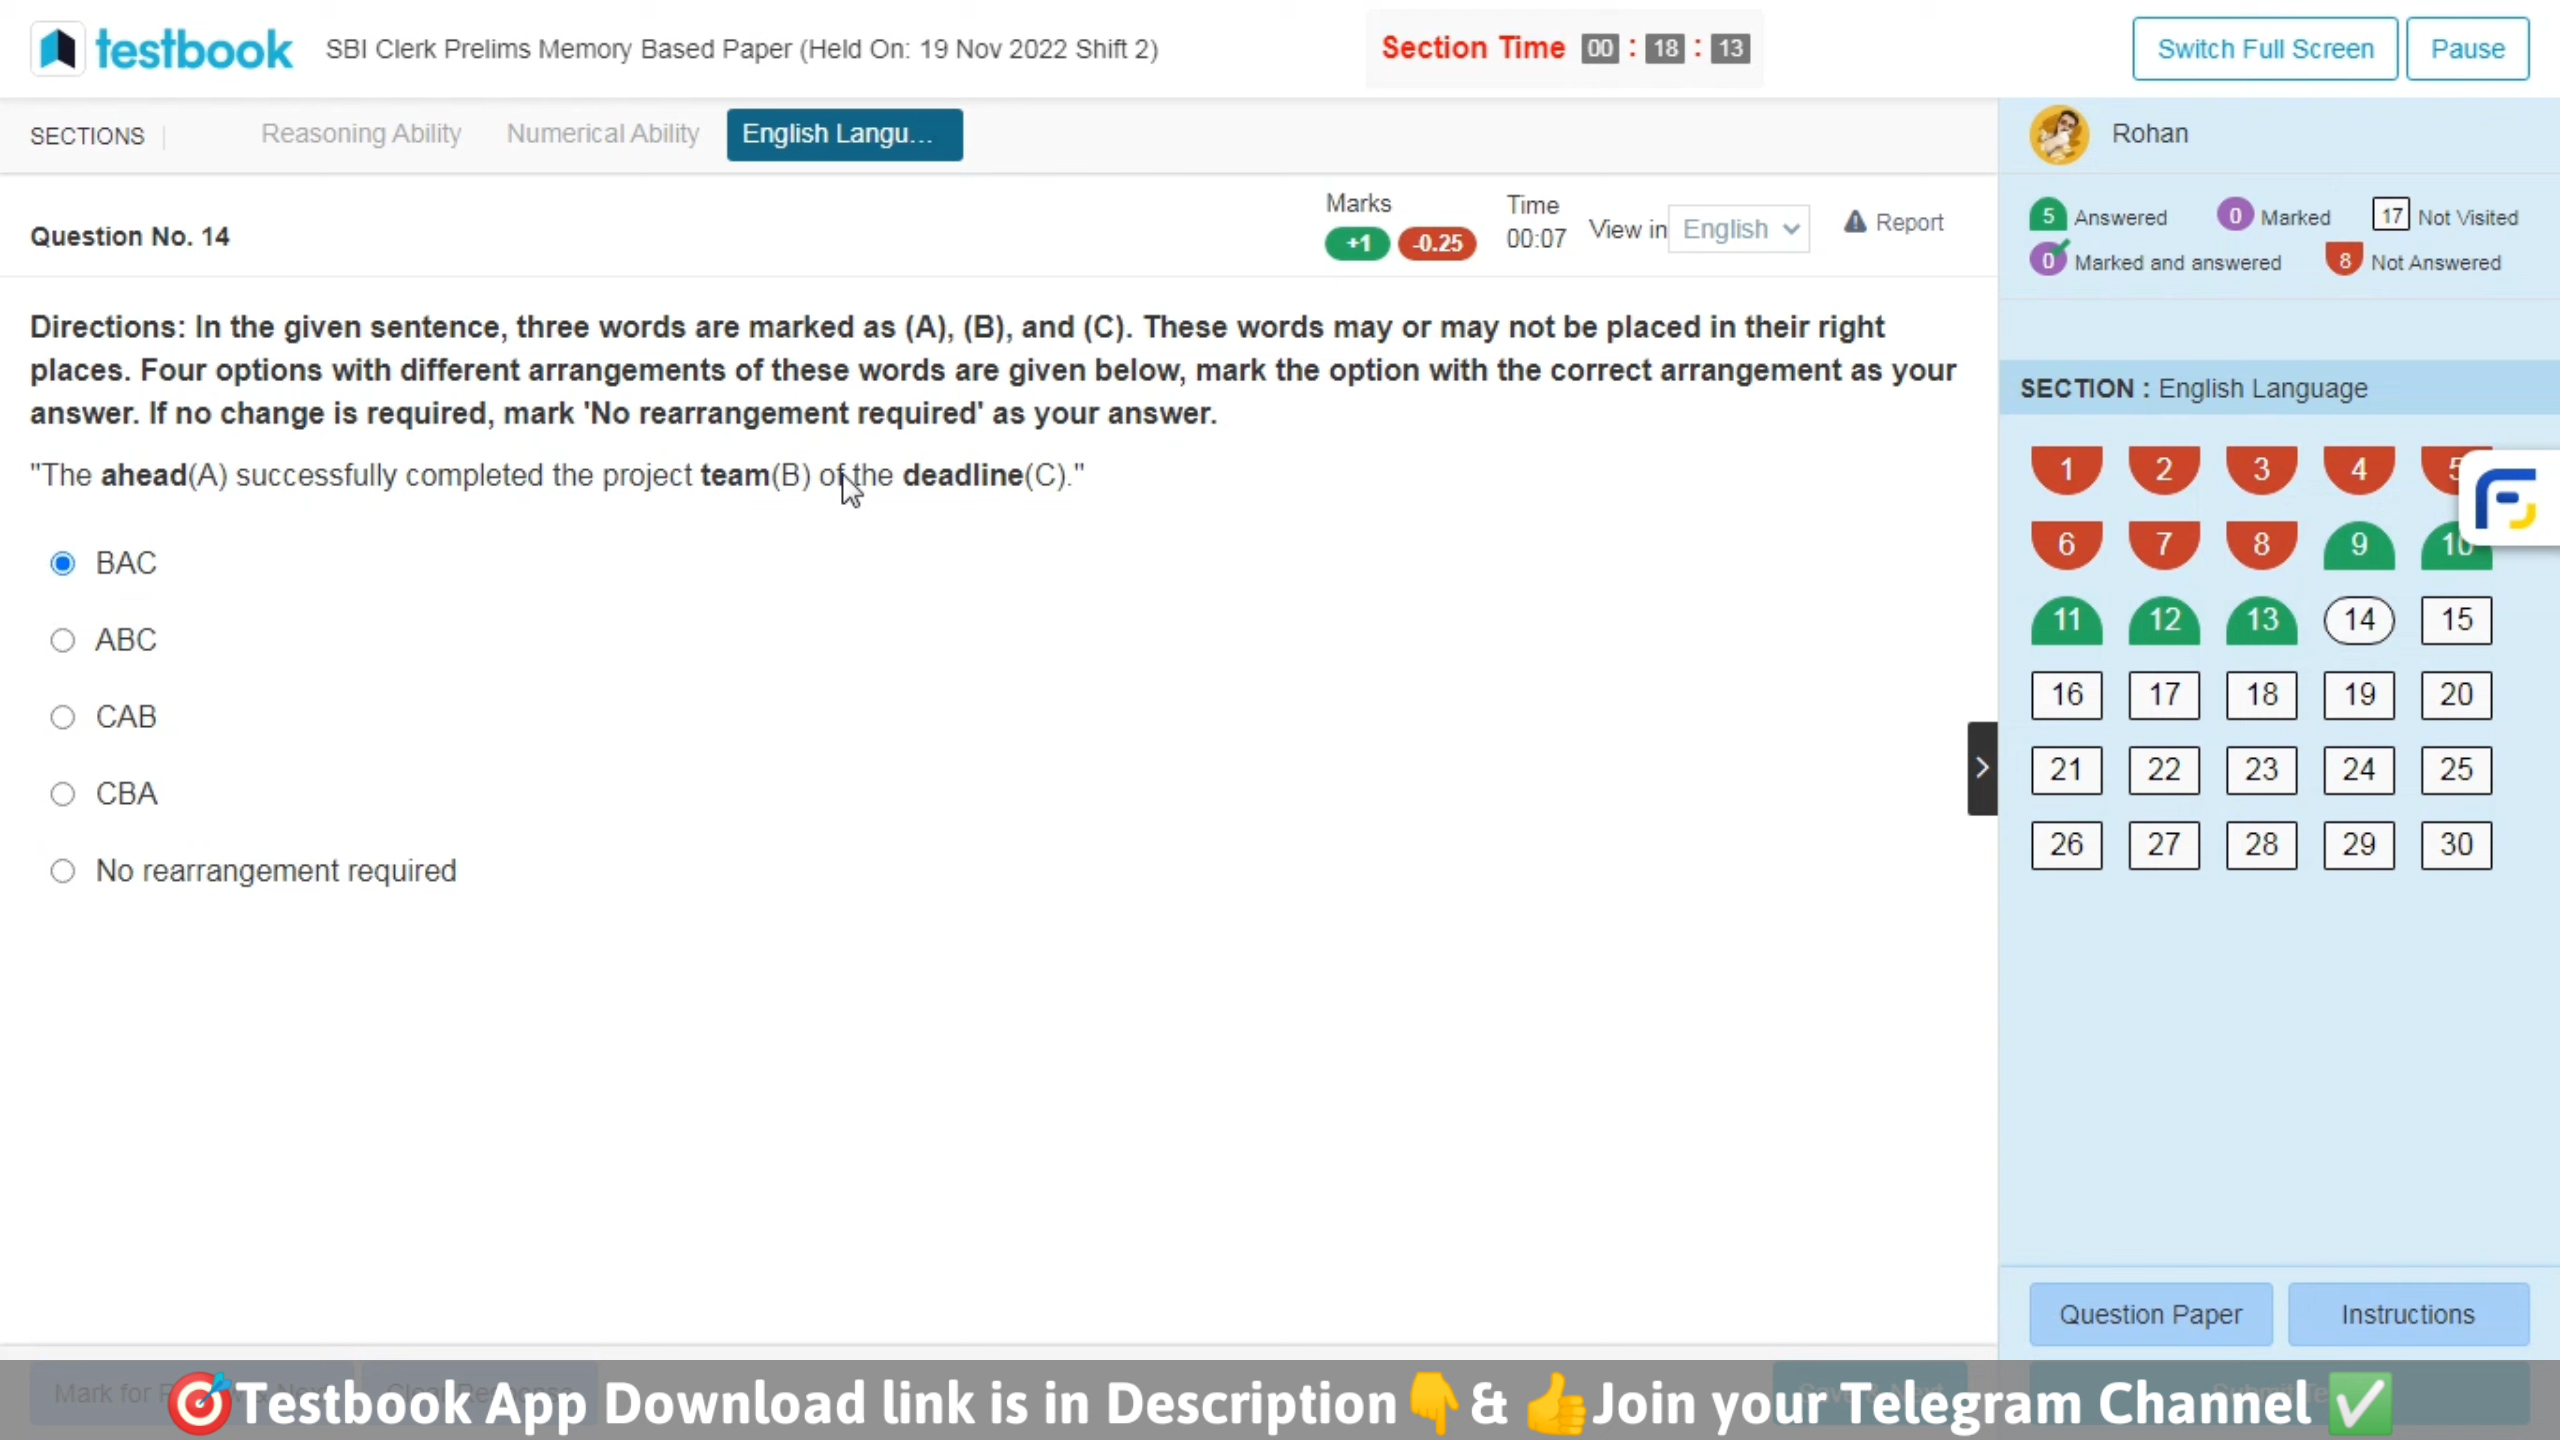 testbook SBI Clerk Prelims Memory Based Paper (Held On: 19 Nov 2022 Shift 2) Section Time 00 : 18 : 13 Switch Full Screen Pause
SECTIONS Reasoning Ability Numerical Ability English Langu... Rohan
Question No. 14 Marks +1 -0.25 Time 00:07 View in English Report
5 Answered 0 Marked 17 Not Visited
0 Marked and answered 8 Not Answered
Directions: In the given sentence, three words are marked as (A), (B), and (C). These words may or may not be placed in their right
places. Four options with different arrangements of these words are given below, mark the option with the correct arrangement as your
answer. If no change is required, mark 'No rearrangement required' as your answer.
"The ahead(A) successfully completed the project team(B) of the deadline(C)."
BAC
ABC
CAB
CBA
No rearrangement required
SECTION : English Language
1 2 3 4 5
6 7 8 9 10
11 12 13 14 15
16 17 18 19 20
21 22 23 24 25
26 27 28 29 30
Question Paper Instructions
Mark for
Testbook App Download link is in Description & Join your Telegram Channel